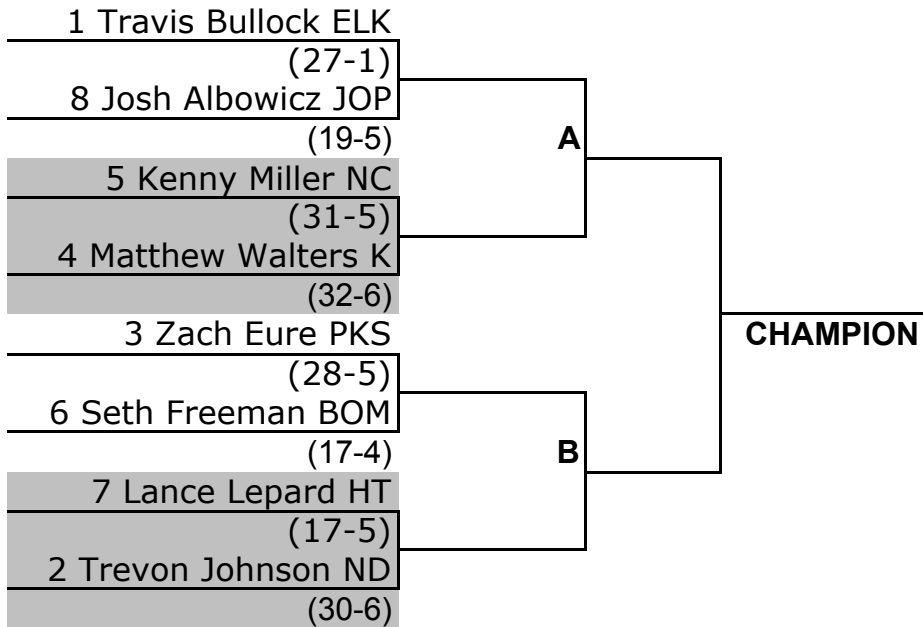 1 Travis Bullock ELK
(27-1)
8 Josh Albowicz JOP
(19-5)
A
5 Kenny Miller NC
(31-5)
4 Matthew Walters K
(32-6)
3 Zach Eure PKS
CHAMPION
(28-5)
6 Seth Freeman BOM
(17-4)
B
7 Lance Lepard HT
(17-5)
2 Trevon Johnson ND
(30-6)